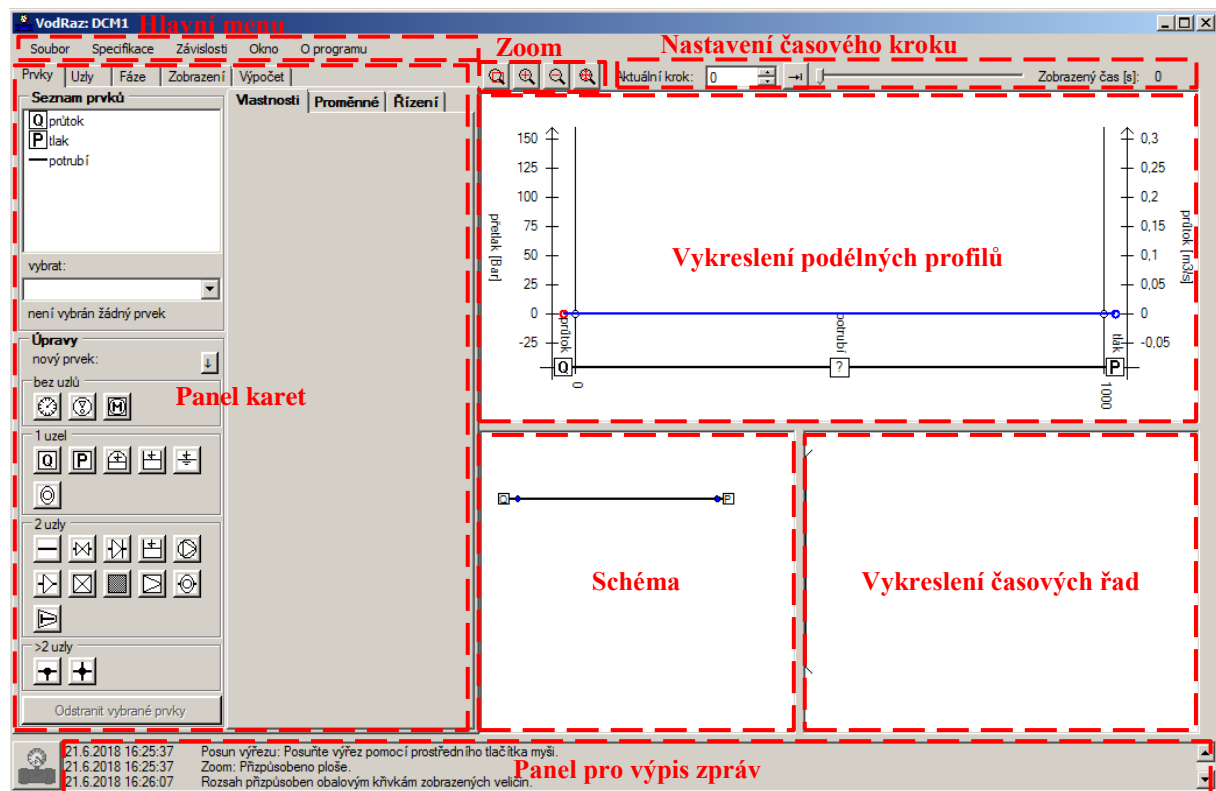 VodRaz: DCM1
Hlavní menu
Soubor Specifikace Závislosti Okno O programu
Zoom
Nastavení časového kroku
Prvky Uzly Fáze Zobrazení Výpočet
Aktuální krok: 0
Zobrazený čas [s]: 0
Seznam prvků
Q průtok
P tlak
potrubí
vybrat:
není vybrán žádný prvek
Úpravy
nový prvek:
bez uzlů
M
1 uzel
Q P
2 uzly
>2 uzly
Odstranit vybrané prvky
Vlastnosti Proměnné Řízení
Panel karet
150
125
100
75
50
25
0
-25
přetlak [Bar]
Vykreslení podélných profilů
0,3
0,25
0,2
0,15
0,1
0,05
0
-0,05
průtok [m3/s]
průtok
potrubí
tlak
Q ? P
0
1000
Q P
Schéma
Vykreslení časových řad
21.6.2018 16:25:37 Posun výřezu: Posuňte výřez pomocí prostředního tlačítka myši.
21.6.2018 16:25:37 Zoom: Přizpůsobeno ploše.
21.6.2018 16:26:07 Rozsah přizpůsoben obalovým křivkám zobrazených veličin.
Panel pro výpis zpráv